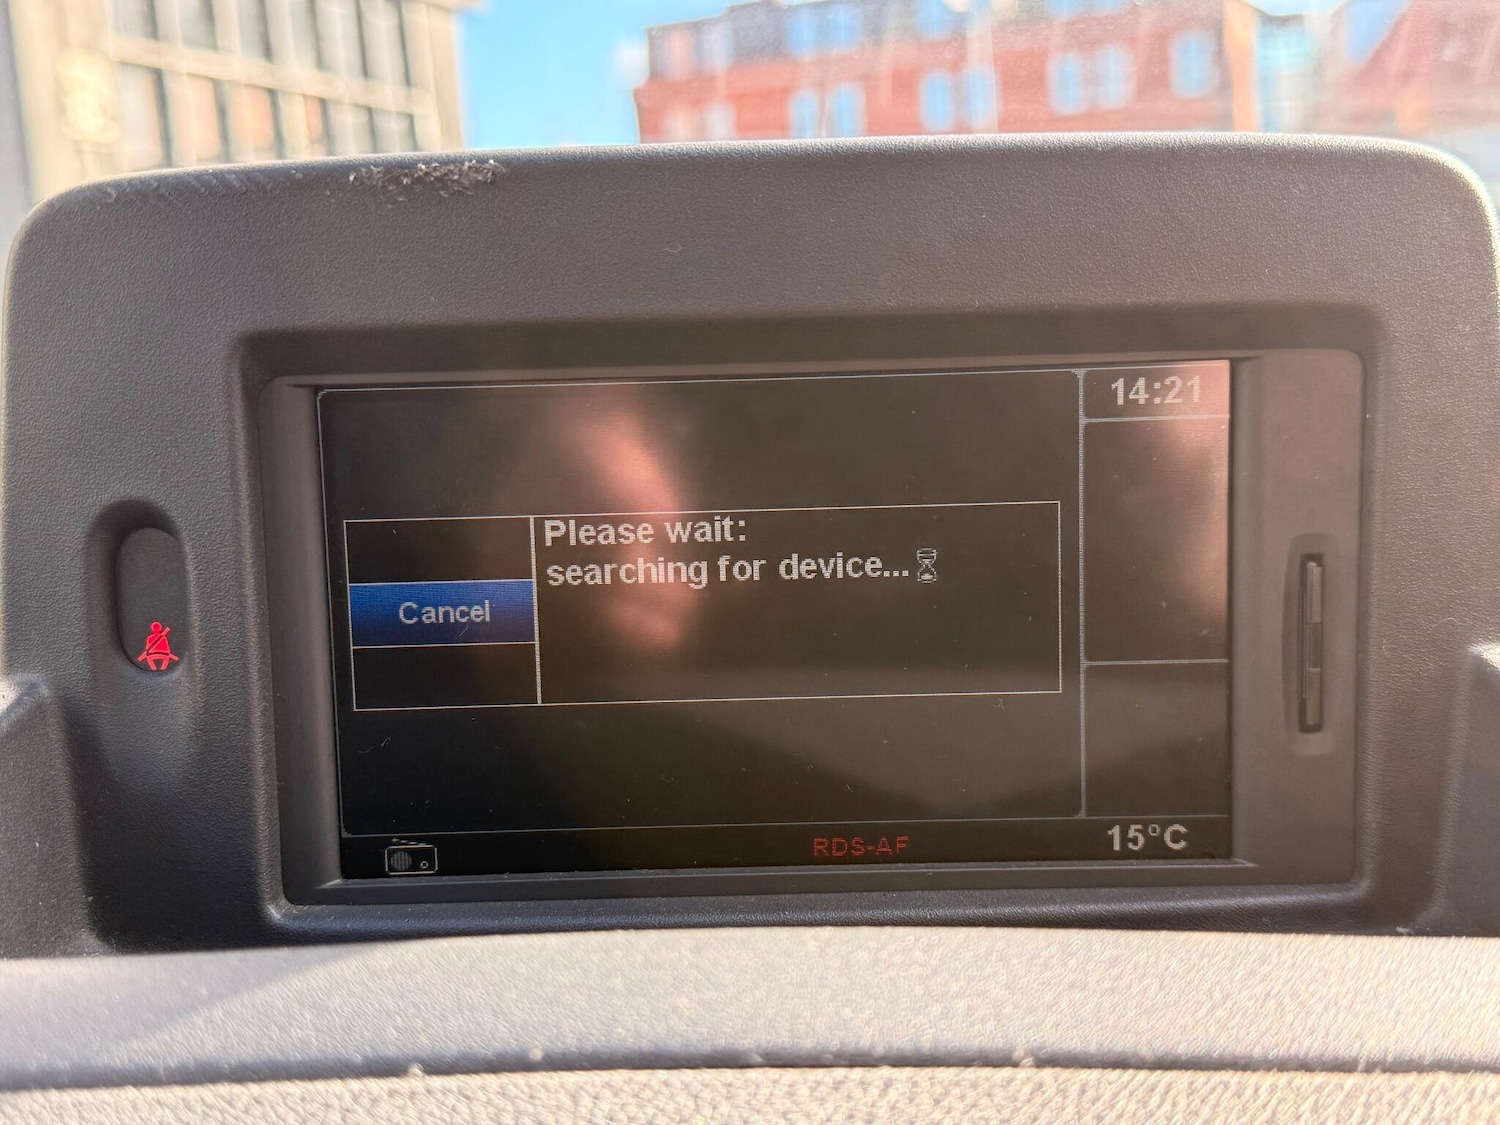 14:21
Please wait:
searching for device...
Cancel
RDS-AF
15°C